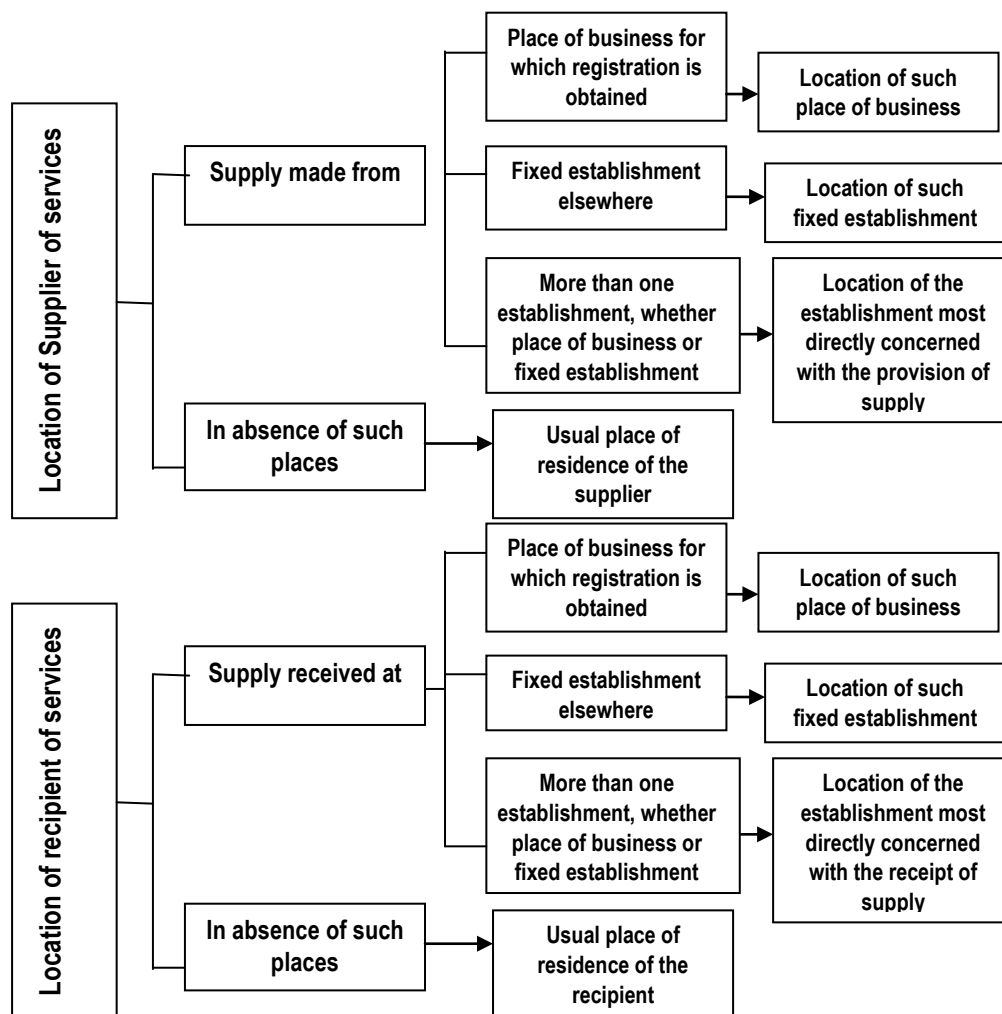 Location of Supplier of services
Supply made from
Place of business for
which registration is
obtained
Location of such
place of business
Fixed establishment
elsewhere
Location of such
fixed establishment
More than one
establishment, whether
place of business or
fixed establishment
Location of the
establishment most
directly concerned
with the provision of
supply
In absence of such
places
Usual place of
residence of the
supplier
Location of recipient of services
Supply received at
Place of business for
which registration is
obtained
Location of such
place of business
Fixed establishment
elsewhere
Location of such
fixed establishment
More than one
establishment, whether
place of business or
fixed establishment
Location of the
establishment most
directly concerned
with the receipt of
supply
In absence of such
places
Usual place of
residence of the
recipient